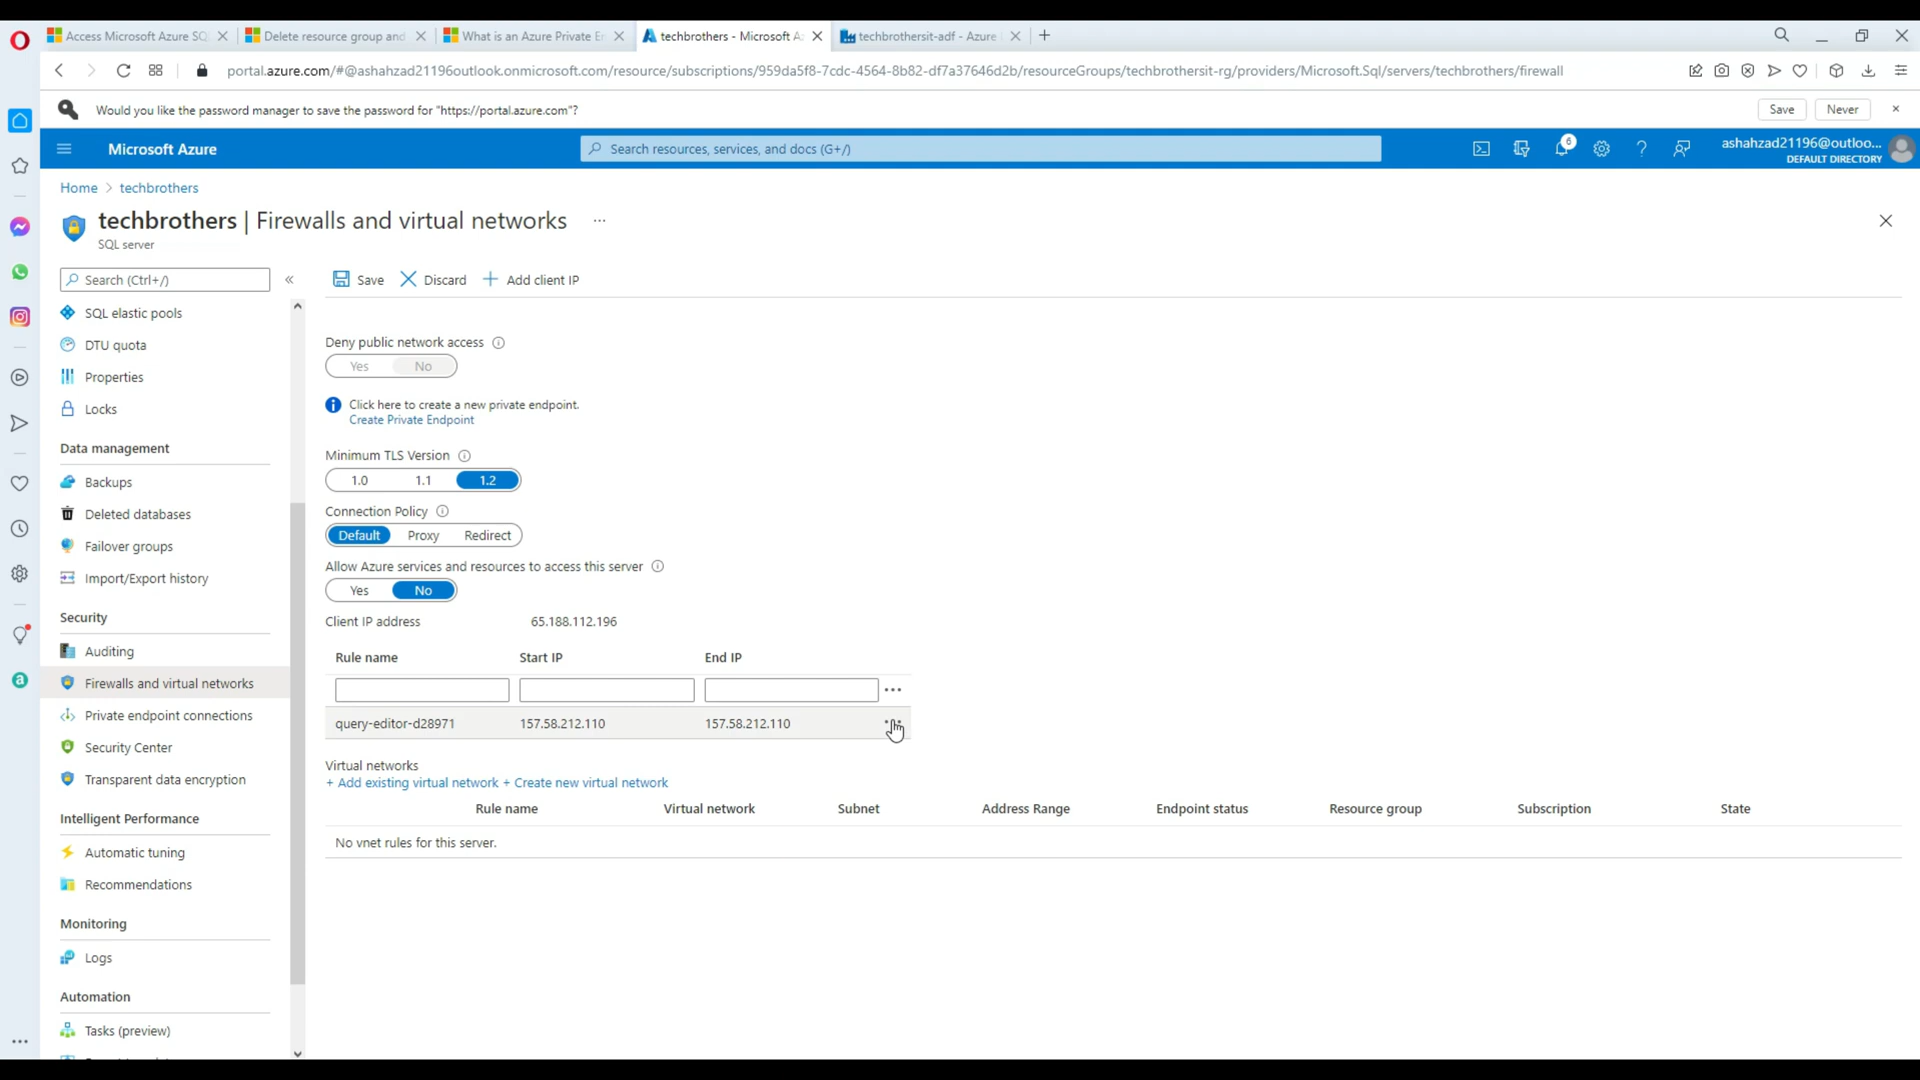 Access Microsoft Azure SQ
Delete resource group and
What is an Azure Private Er
techbrothers - Microsoft Az
techbrothersit-adf - Azure
portal.azure.com/#@ashahzad21196outlook.onmicrosoft.com/resource/subscriptions/959da5f8-7cdc-4564-8b82-df7a37646d2b/resourceGroups/techbrothersit-rg/providers/Microsoft.Sql/servers/techbrothers/firewall
Would you like the password manager to save the password for "https://portal.azure.com"?
Save
Never
Microsoft Azure
Search resources, services, and docs (G+/)
6
ashahzad21196@outloo...
DEFAULT DIRECTORY
Home > techbrothers
techbrothers | Firewalls and virtual networks ...
SQL server
Search (Ctrl+/)
«
Save
Discard
Add client IP
SQL elastic pools
DTU quota
Properties
Locks
Data management
Backups
Deleted databases
Failover groups
Import/Export history
Security
Auditing
Firewalls and virtual networks
Private endpoint connections
Security Center
Transparent data encryption
Intelligent Performance
Automatic tuning
Recommendations
Monitoring
Logs
Automation
Tasks (preview)
Deny public network access
Yes No
Click here to create a new private endpoint.
Create Private Endpoint
Minimum TLS Version
1.0 1.1 1.2
Connection Policy
Default Proxy Redirect
Allow Azure services and resources to access this server
Yes No
Client IP address 65.188.112.196
Rule name Start IP End IP
query-editor-d28971 157.58.212.110 157.58.212.110
Virtual networks
+ Add existing virtual network + Create new virtual network
Rule name Virtual network Subnet Address Range Endpoint status Resource group Subscription State
No vnet rules for this server.